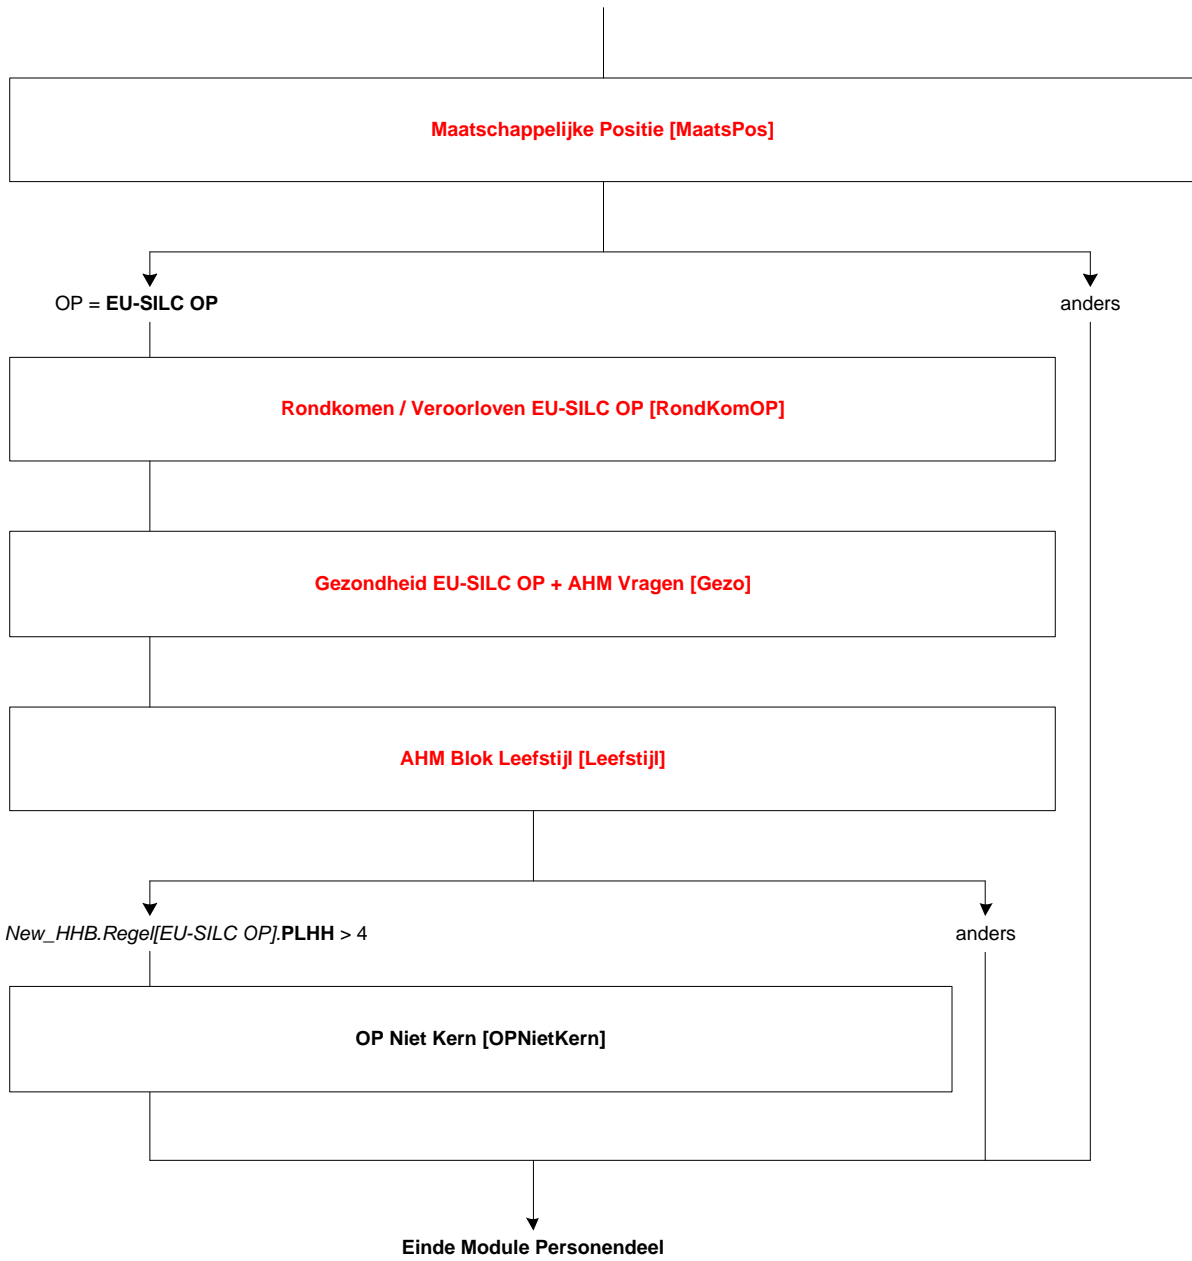 Maatschappelijke Positie [MaatsPos]
OP = EU-SILC OP
anders
Rondkomen / Veroorloven EU-SILC OP [RondKomOP]
Gezondheid EU-SILC OP + AHM Vragen [Gezo]
AHM Blok Leefstijl [Leefstijl]
New_HHB.Regel[EU-SILC OP].PLHH > 4
anders
OP Niet Kern [OPNietKern]
Einde Module Personendeel